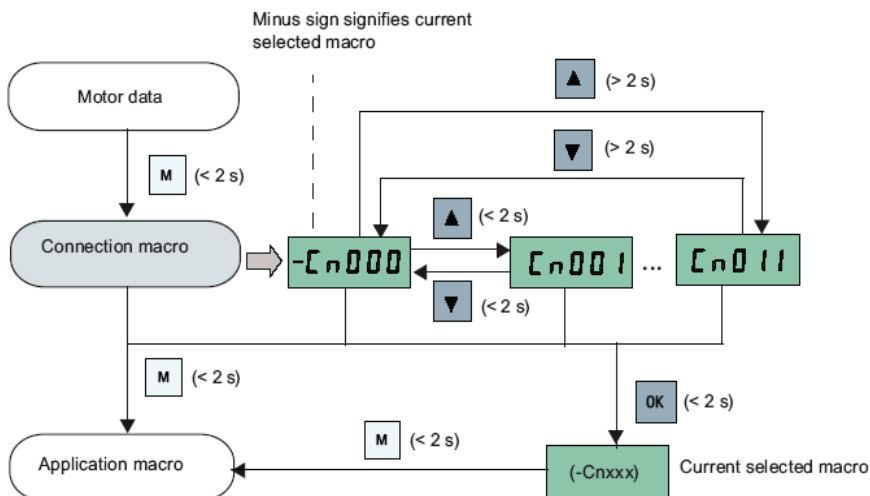 Minus sign signifies current
selected macro
Motor data
▲ (> 2 s)
▼ (> 2 s)
M (< 2 s)
▲ (< 2 s)
Connection macro
-Cn000
Cn001
...
Cn011
▼ (< 2 s)
M (< 2 s)
OK (< 2 s)
M (< 2 s)
Application macro
(-Cnxxx)
Current selected macro